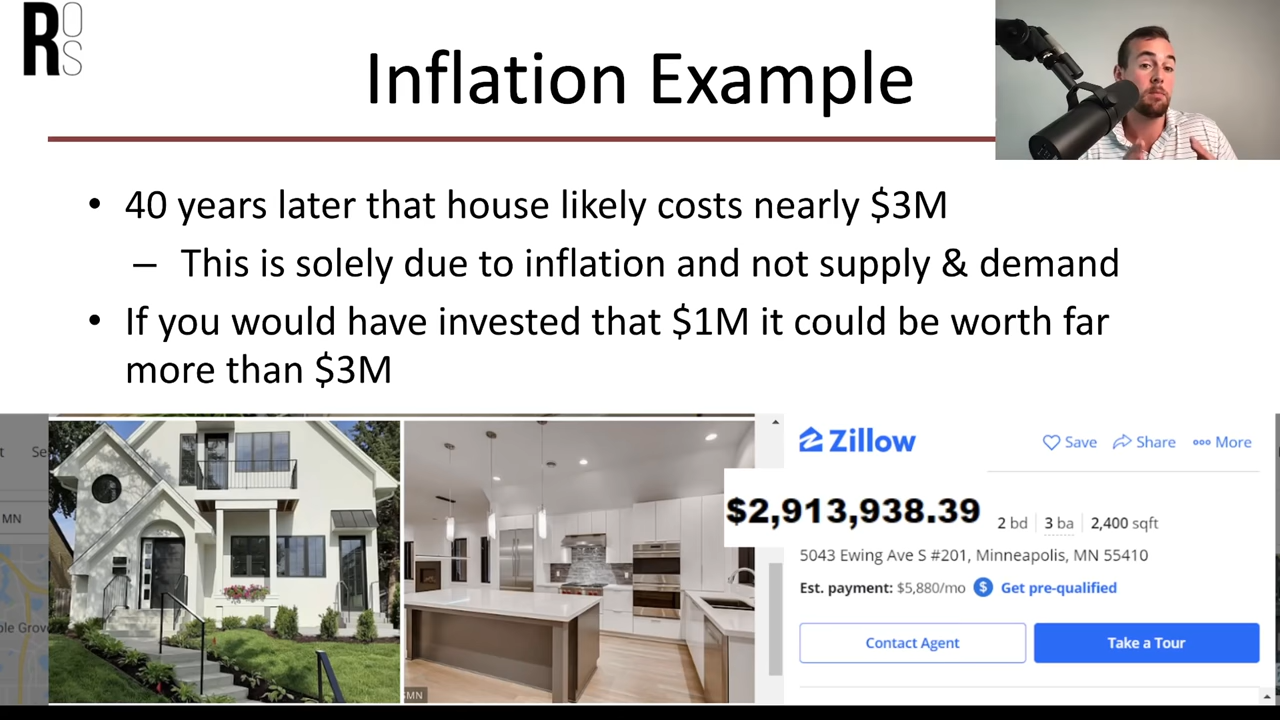 ROS
Inflation Example
• 40 years later that house likely costs nearly $3M
– This is solely due to inflation and not supply & demand
• If you would have invested that $1M it could be worth far
more than $3M
Zillow
Save
Share
More
$2,913,938.39
2 bd
3 ba
2,400 sqft
5043 Ewing Ave S #201, Minneapolis, MN 55410
Est. payment: $5,880/mo
$ Get pre-qualified
Contact Agent
Take a Tour
MN